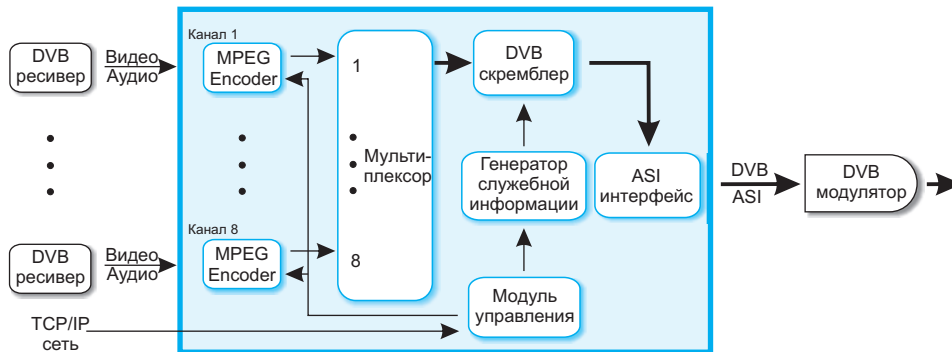 Канал 1
DVB
ресивер
Видео
Аудио
MPEG
Encoder
1
DVB
скремблер
Мульти-
плексор
Генератор
служебной
информации
ASI
интерфейс
DVB
ASI
DVB
модулятор
Канал 8
DVB
ресивер
Видео
Аудио
MPEG
Encoder
8
Модуль
управления
TCP/IP
сеть